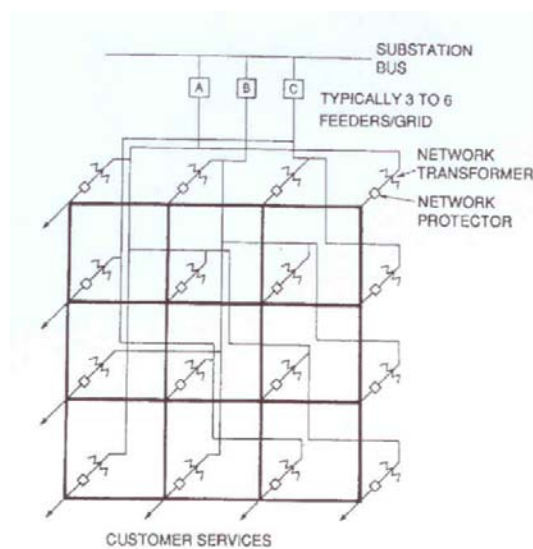 SUBSTATION
BUS
A
B
C
TYPICALLY 3 TO 6
FEEDERS/GRID
NETWORK
TRANSFORMER
NETWORK
PROTECTOR
CUSTOMER SERVICES